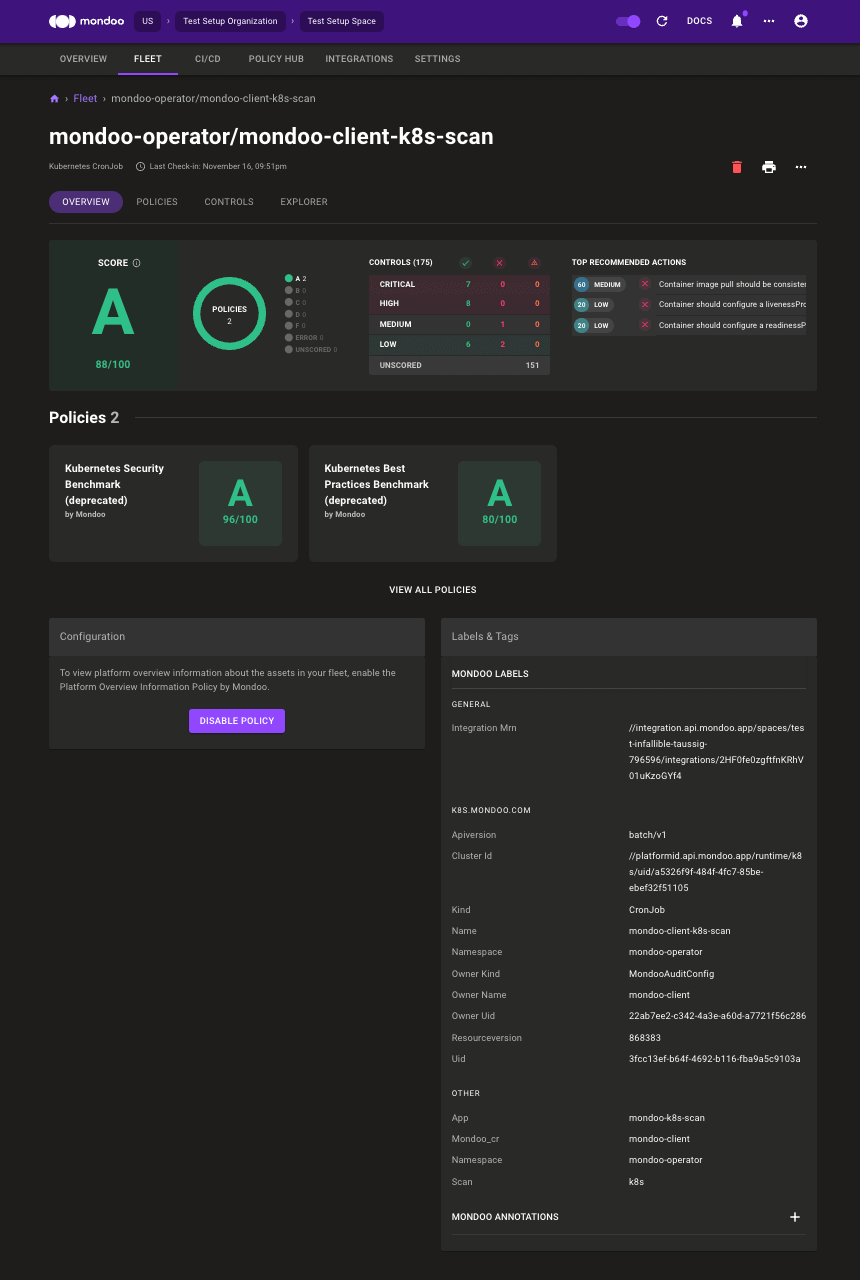 mondoo US › Test Setup Organization › Test Setup Space DOCS
OVERVIEW FLEET CI/CD POLICY HUB INTEGRATIONS SETTINGS
› Fleet › mondoo-operator/mondoo-client-k8s-scan
mondoo-operator/mondoo-client-k8s-scan
Kubernetes CronJob Last Check-in: November 16, 09:51pm
OVERVIEW POLICIES CONTROLS EXPLORER
SCORE
A
88/100
POLICIES
2
A 2
B 0
C 0
D 0
F 0
ERROR 0
UNSCORED 0
CONTROLS (175)
CRITICAL 7 0 0
HIGH 8 0 0
MEDIUM 0 1 0
LOW 6 2 0
UNSCORED 151
TOP RECOMMENDED ACTIONS
60 MEDIUM Container image pull should be consister
20 LOW Container should configure a livenessPro
20 LOW Container should configure a readinessP
Policies 2
Kubernetes Security
Benchmark
(deprecated)
by Mondoo
A
96/100
Kubernetes Best
Practices Benchmark
(deprecated)
by Mondoo
A
80/100
VIEW ALL POLICIES
Configuration
To view platform overview information about the assets in your fleet, enable the
Platform Overview Information Policy by Mondoo.
DISABLE POLICY
Labels & Tags
MONDOO LABELS
GENERAL
Integration Mrn //integration.api.mondoo.app/spaces/tes
t-infallible-taussig-
796596/integrations/2HF0fe0zgftfnKRhV
01uKzoGYf4
K8S.MONDOO.COM
Apiversion batch/v1
Cluster Id //platformid.api.mondoo.app/runtime/k8
s/uid/a5326f9f-484f-4fc7-85be-
ebef32f51105
Kind CronJob
Name mondoo-client-k8s-scan
Namespace mondoo-operator
Owner Kind MondooAuditConfig
Owner Name mondoo-client
Owner Uid 22ab7ee2-c342-4a3e-a60d-a7721f56c286
Resourceversion 868383
Uid 3fcc13ef-b64f-4692-b116-fba9a5c9103a
OTHER
App mondoo-k8s-scan
Mondoo_cr mondoo-client
Namespace mondoo-operator
Scan k8s
MONDOO ANNOTATIONS